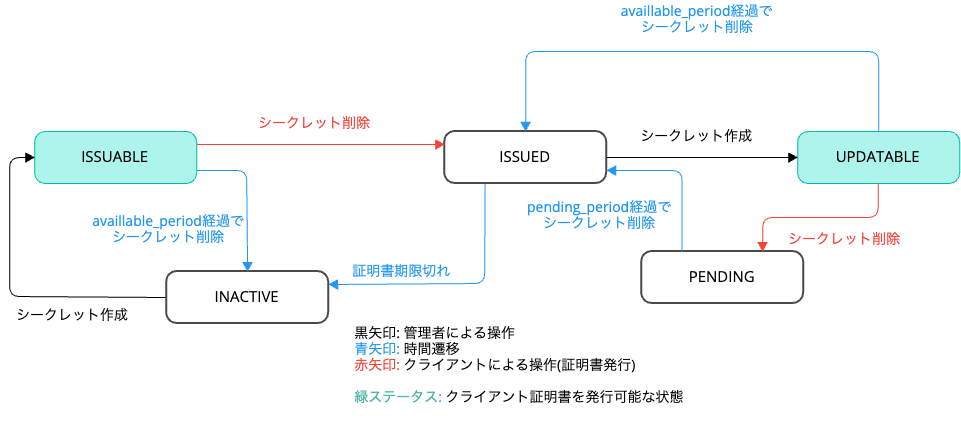 availlable_period経過で
シークレット削除
シークレット削除
シークレット作成
ISSUABLE
ISSUED
UPDATABLE
availlable_period経過で
シークレット削除
pending_period経過で
シークレット削除
シークレット削除
証明書期限切れ
PENDING
INACTIVE
シークレット作成
黒矢印: 管理者による操作
青矢印: 時間遷移
赤矢印: クライアントによる操作(証明書発行)
緑ステータス: クライアント証明書を発行可能な状態